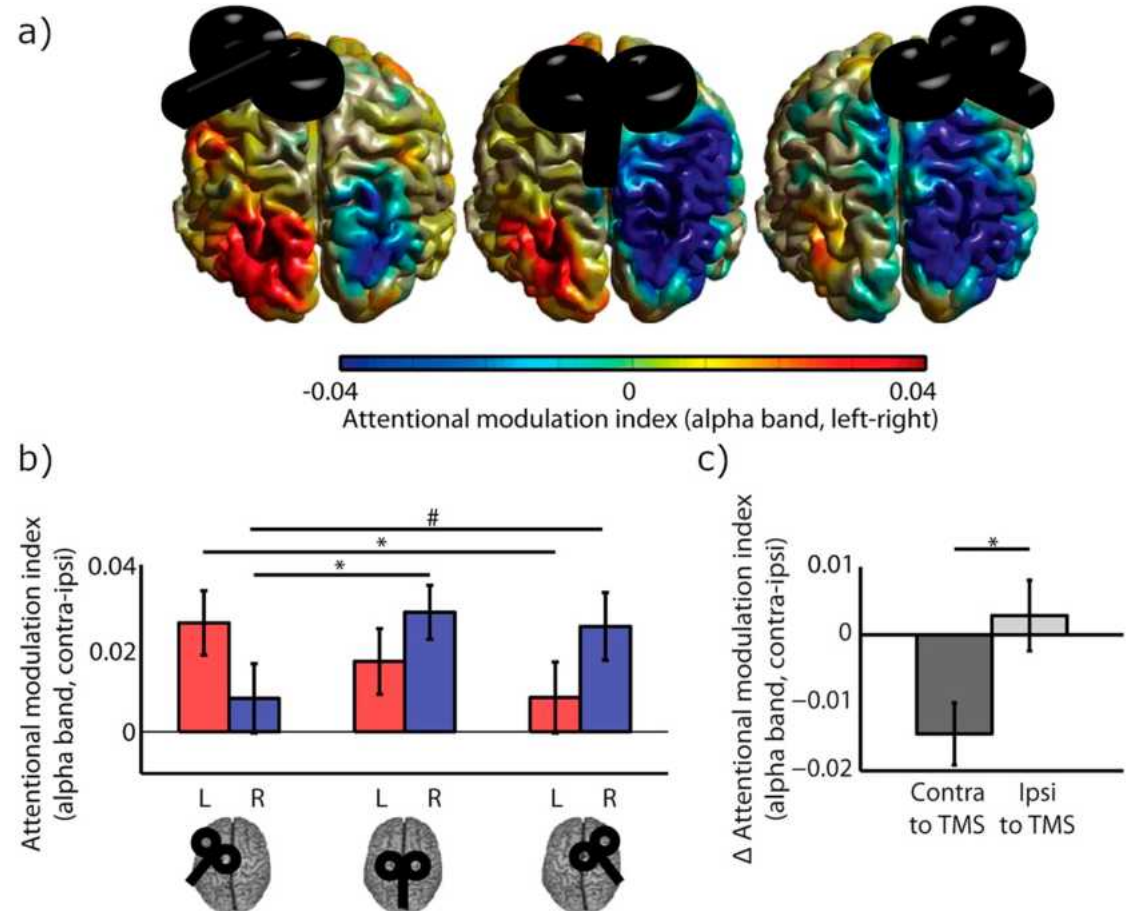 a)
-0.04 0 0.04
Attentional modulation index (alpha band, left-right)
b)
Attentional modulation index
(alpha band, contra-ipsi)
#
*
*
0.04
0.02
0
L R L R L R
c)
Δ Attentional modulation index
(alpha band, contra-ipsi)
*
0.01
0
−0.01
−0.02
Contra Ipsi
to TMS to TMS